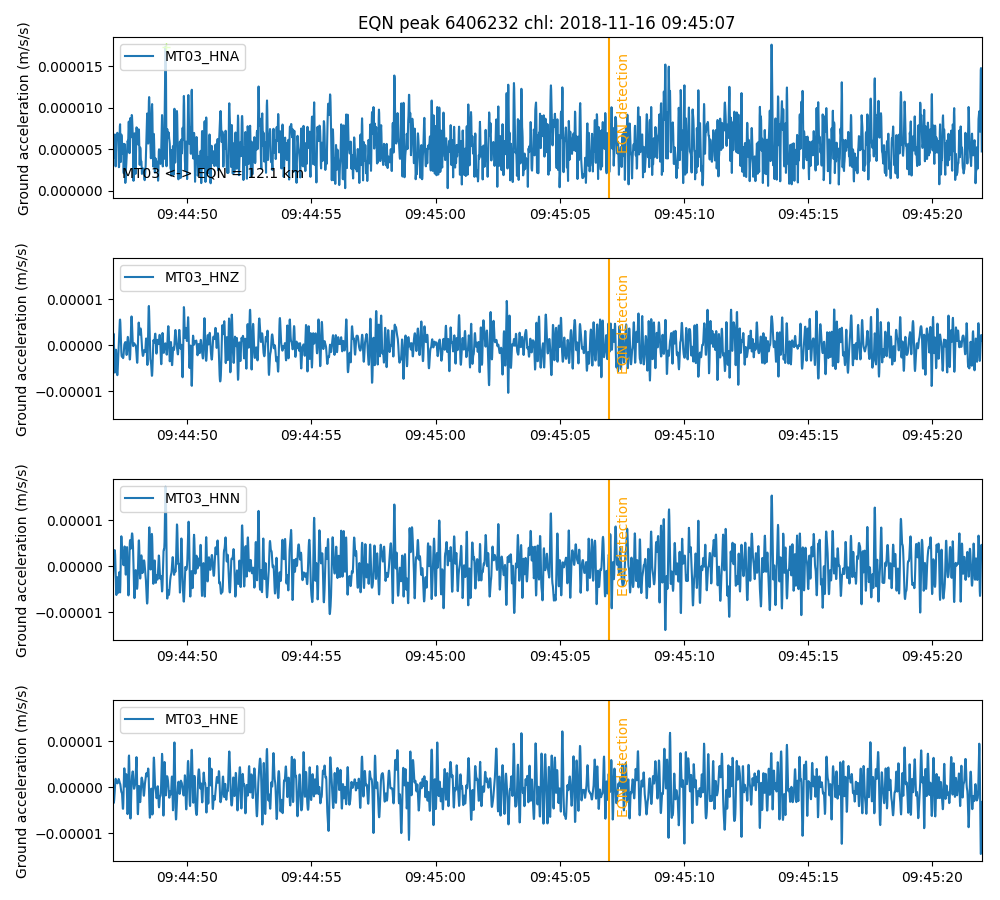 EQN peak 6406232 chl: 2018-11-16 09:45:07
Ground acceleration (m/s/s)
0.000015
0.000010
0.000005
0.000000
MT03_HNA
EQN detection
MT03 <-> EQN = 12.1 km
09:44:50 09:44:55 09:45:00 09:45:05 09:45:10 09:45:15 09:45:20
Ground acceleration (m/s/s)
0.00001
0.00000
−0.00001
MT03_HNZ
EQN detection
09:44:50 09:44:55 09:45:00 09:45:05 09:45:10 09:45:15 09:45:20
Ground acceleration (m/s/s)
0.00001
0.00000
−0.00001
MT03_HNN
EQN detection
09:44:50 09:44:55 09:45:00 09:45:05 09:45:10 09:45:15 09:45:20
Ground acceleration (m/s/s)
0.00001
0.00000
−0.00001
MT03_HNE
EQN detection
09:44:50 09:44:55 09:45:00 09:45:05 09:45:10 09:45:15 09:45:20